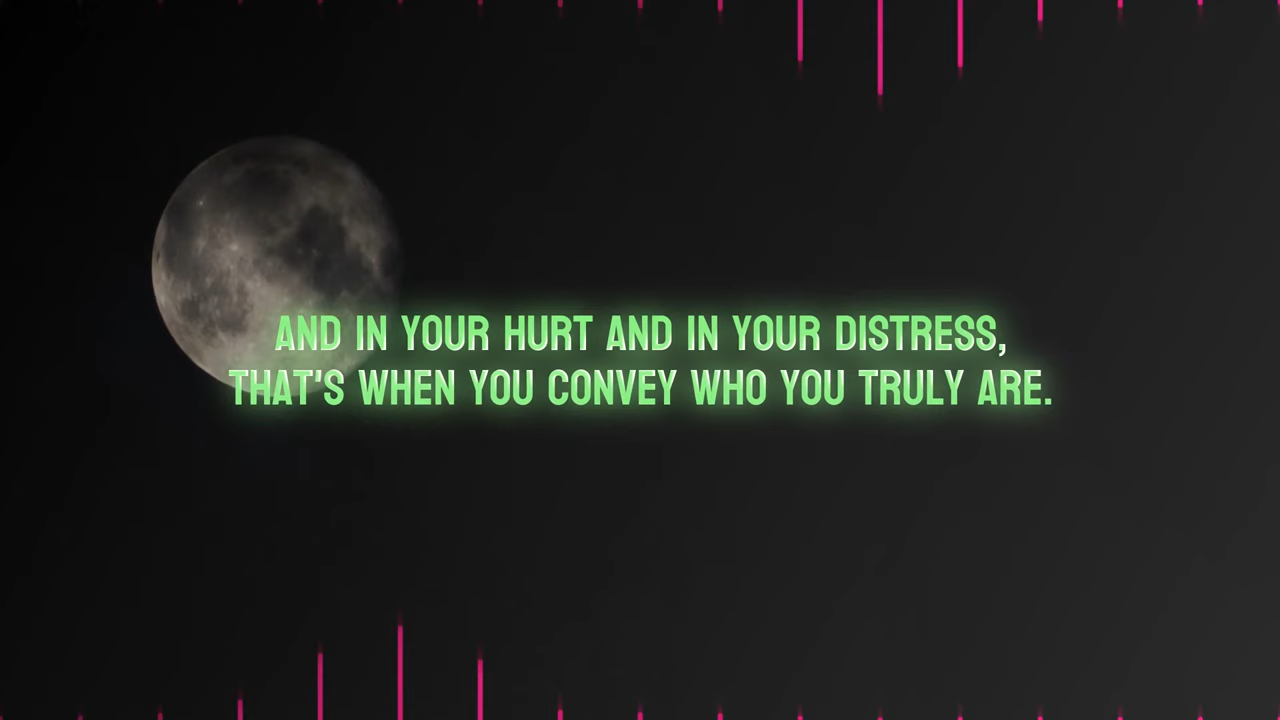 AND IN YOUR HURT AND IN YOUR DISTRESS,
THAT'S WHEN YOU CONVEY WHO YOU TRULY ARE.